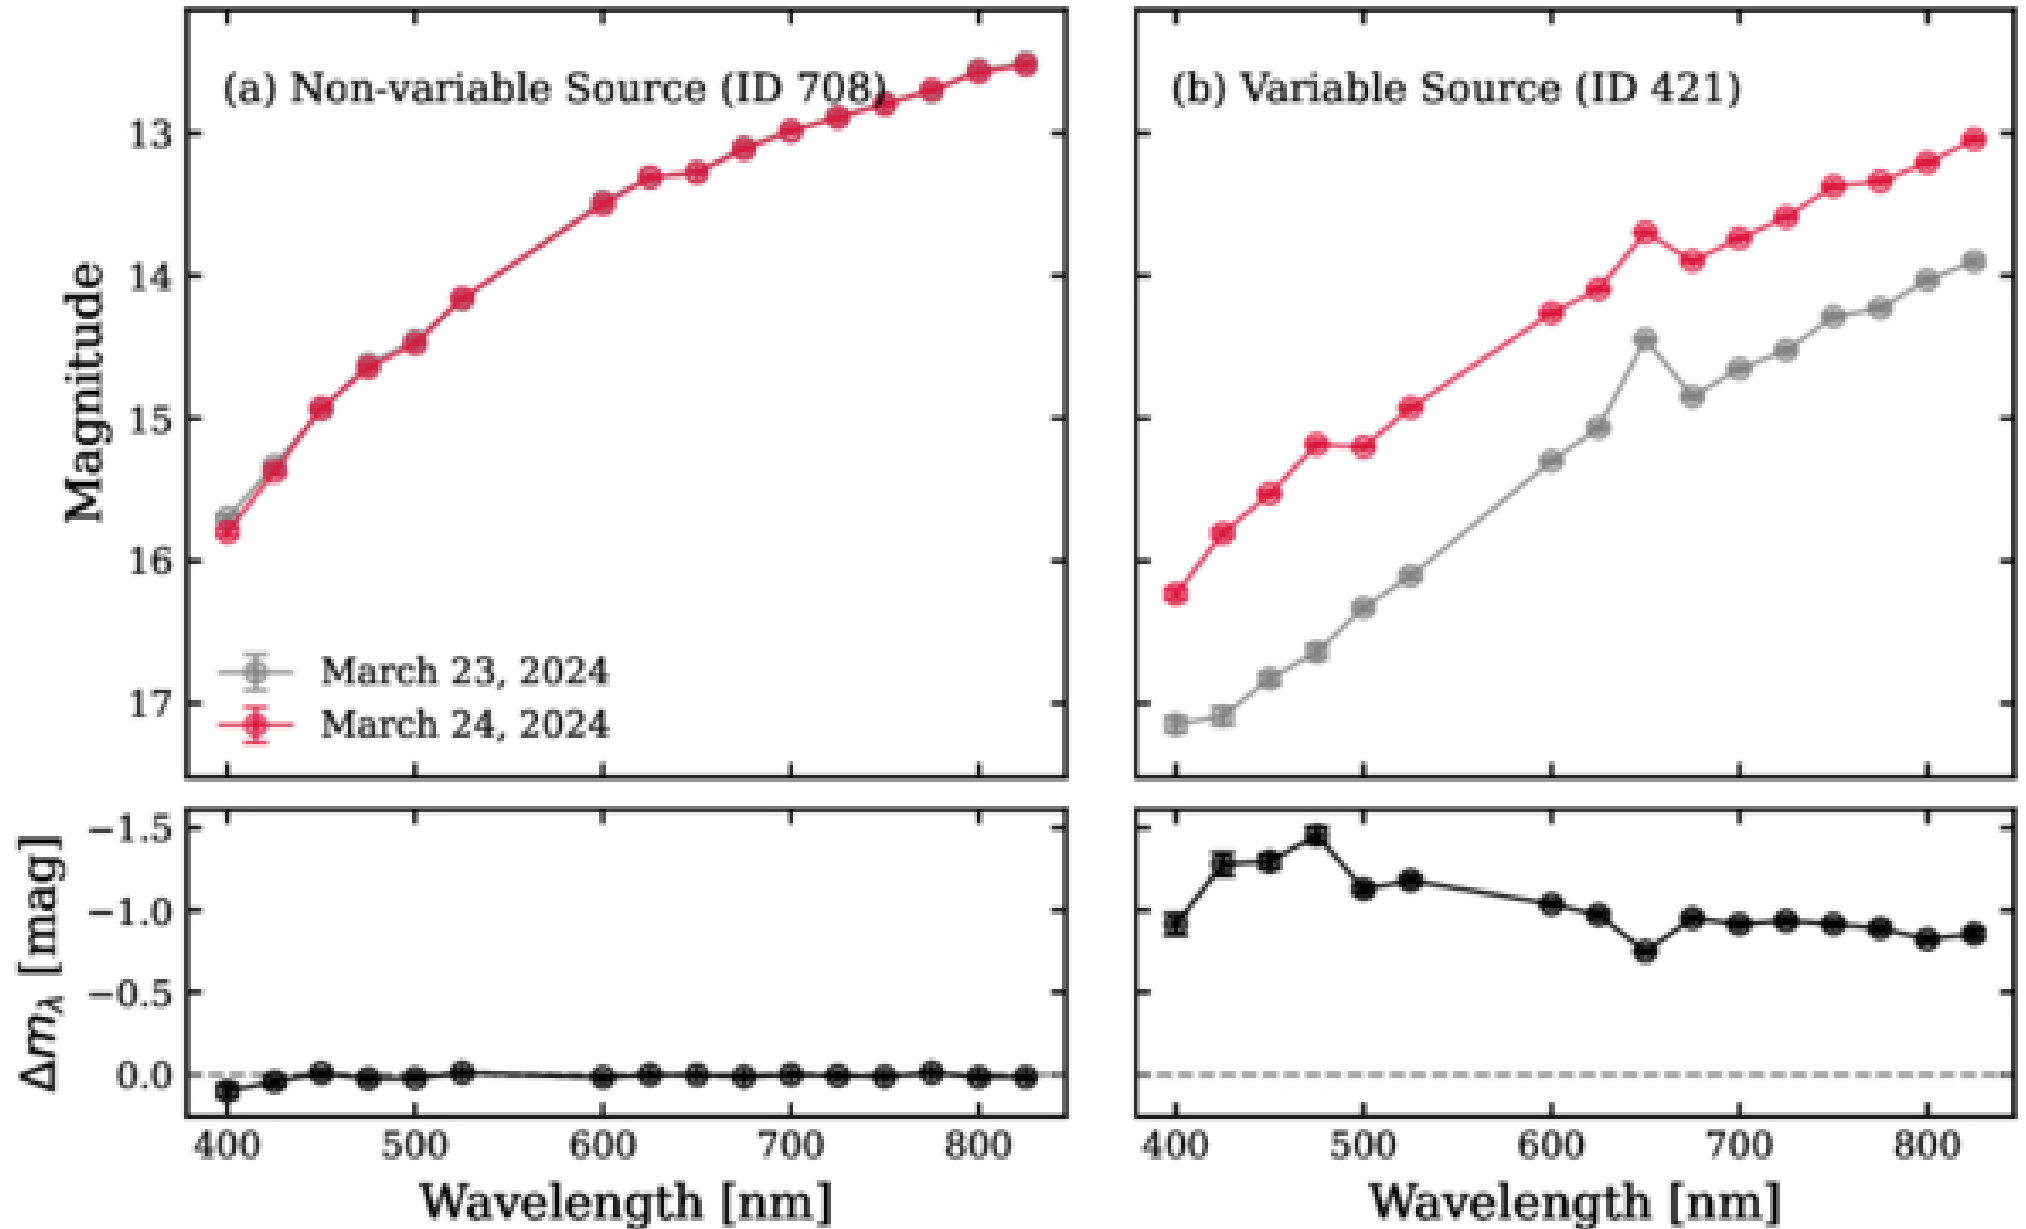 (a) Non-variable Source (ID 708)
(b) Variable Source (ID 421)
Magnitude
13
14
15
16
17
March 23, 2024
March 24, 2024
Δm_λ [mag]
−1.5
−1.0
−0.5
0.0
400 500 600 700 800
400 500 600 700 800
Wavelength [nm]
Wavelength [nm]